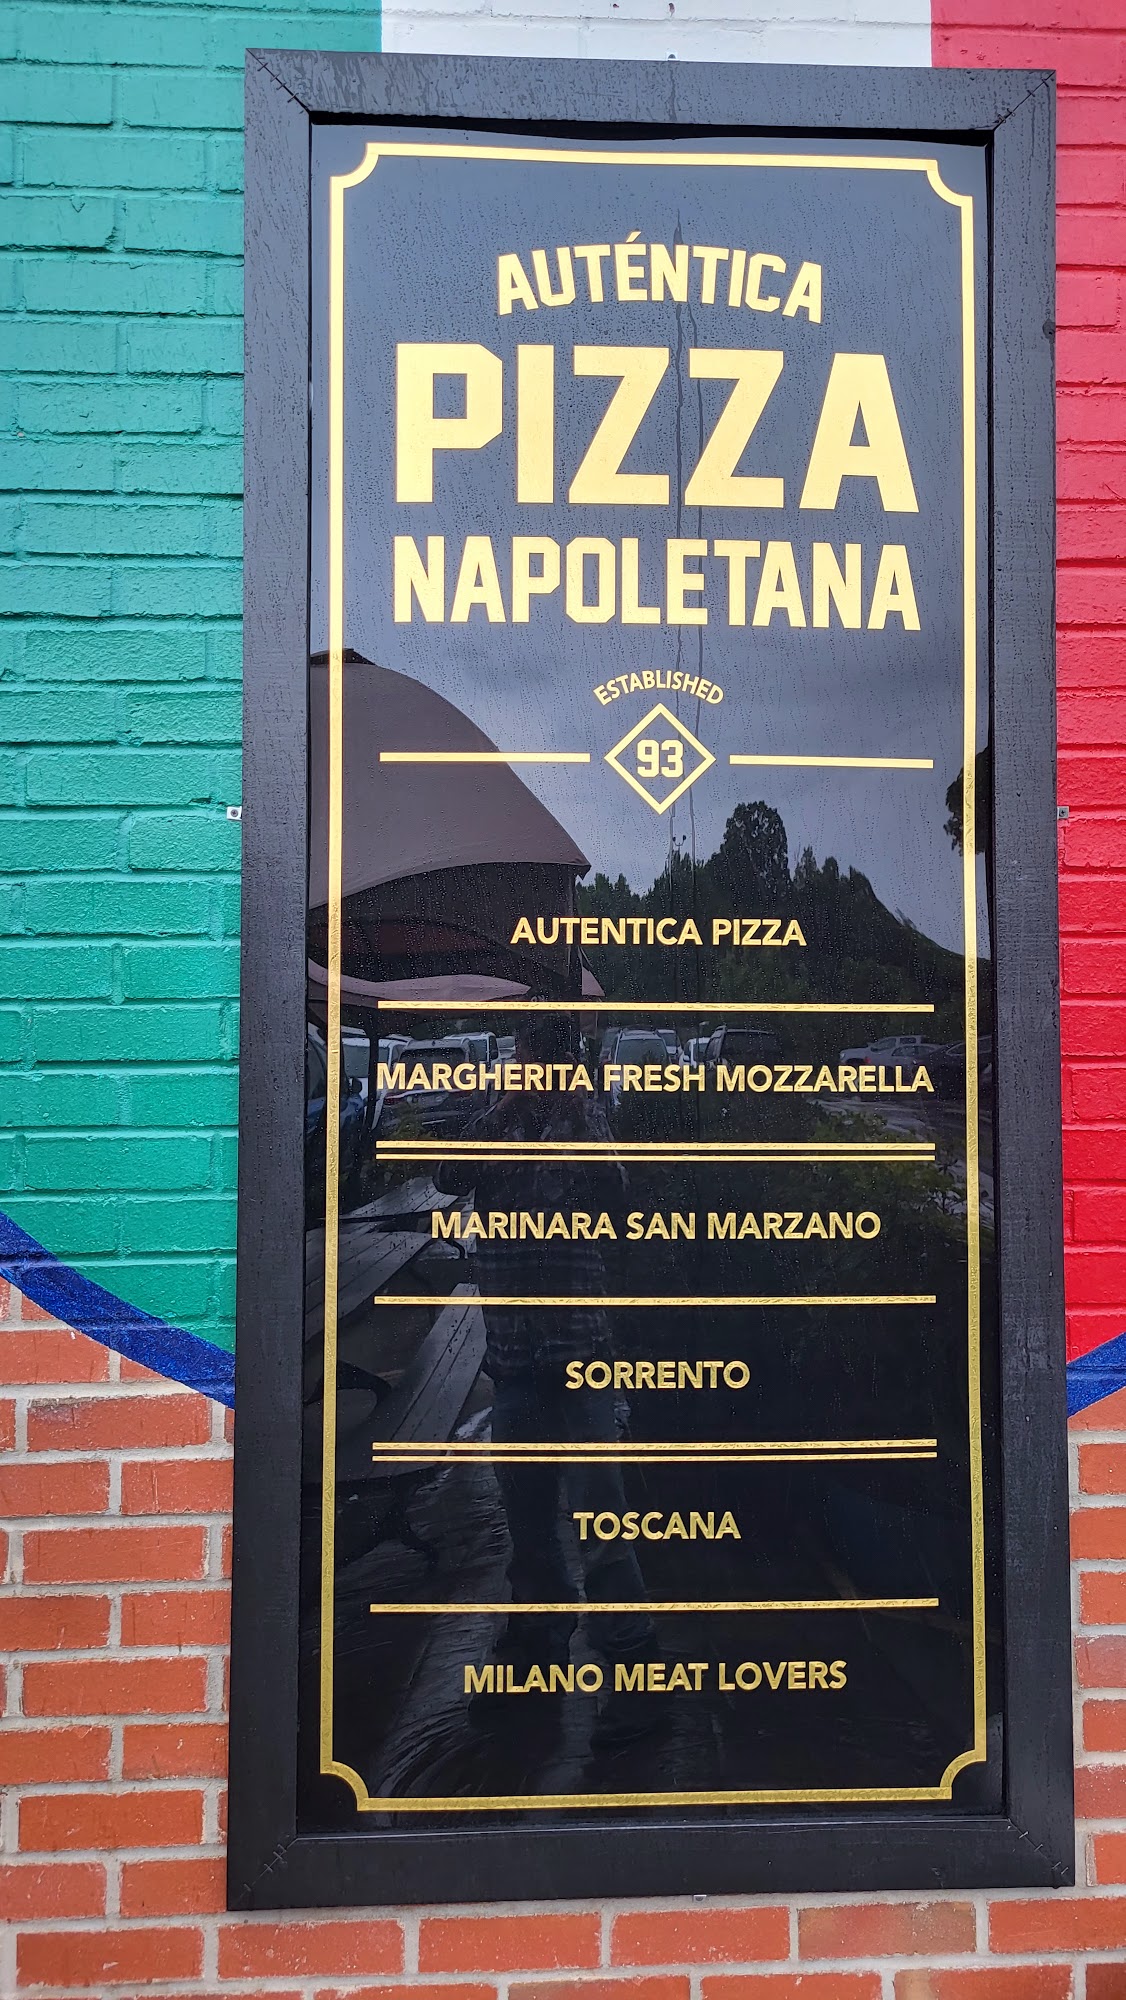 AUTÉNTICA
PIZZA
NAPOLETANA
ESTABLISHED
93
AUTENTICA PIZZA
MARGHERITA FRESH MOZZARELLA
MARINARA SAN MARZANO
SORRENTO
TOSCANA
MILANO MEAT LOVERS